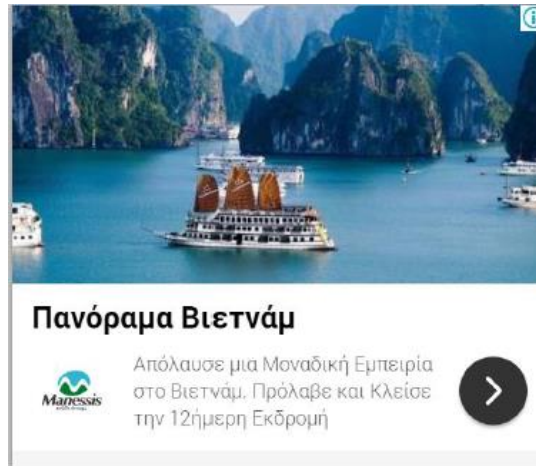 Πανόραμα Βιετνάμ
Απόλαυσε μια Μοναδική Εμπειρία
στο Βιετνάμ. Πρόλαβε και Κλείσε
την 12ήμερη Εκδρομή
Manessis